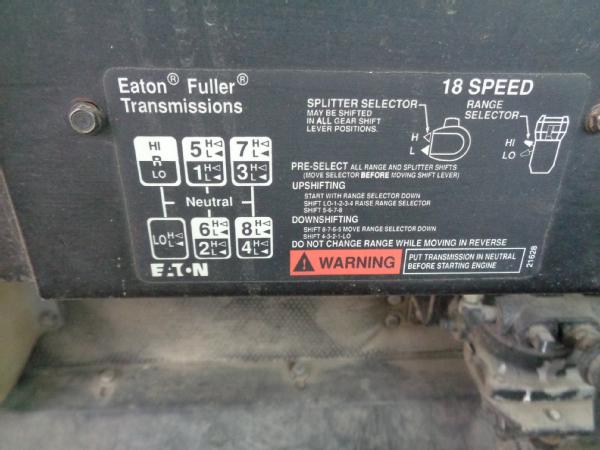 Eaton® Fuller®
Transmissions
18 SPEED
SPLITTER SELECTOR
MAY BE SHIFTED
IN ALL GEAR SHIFT
LEVER POSITIONS.
H
L
RANGE
SELECTOR
HI
LO
HI
R
LO
5 H L
7 H L
1 H L
3 H L
Neutral
LO H L
6 H L
8 H L
2 H L
4 H L
EATON
PRE-SELECT ALL RANGE AND SPLITTER SHIFTS
(MOVE SELECTOR BEFORE MOVING SHIFT LEVER)
UPSHIFTING
START WITH RANGE SELECTOR DOWN
SHIFT LO-1-2-3-4 RAISE RANGE SELECTOR
SHIFT 5-6-7-8
DOWNSHIFTING
SHIFT 8-7-6-5 MOVE RANGE SELECTOR DOWN
SHIFT 4-3-2-1-LO
DO NOT CHANGE RANGE WHILE MOVING IN REVERSE
! WARNING
PUT TRANSMISSION IN NEUTRAL
BEFORE STARTING ENGINE
21628